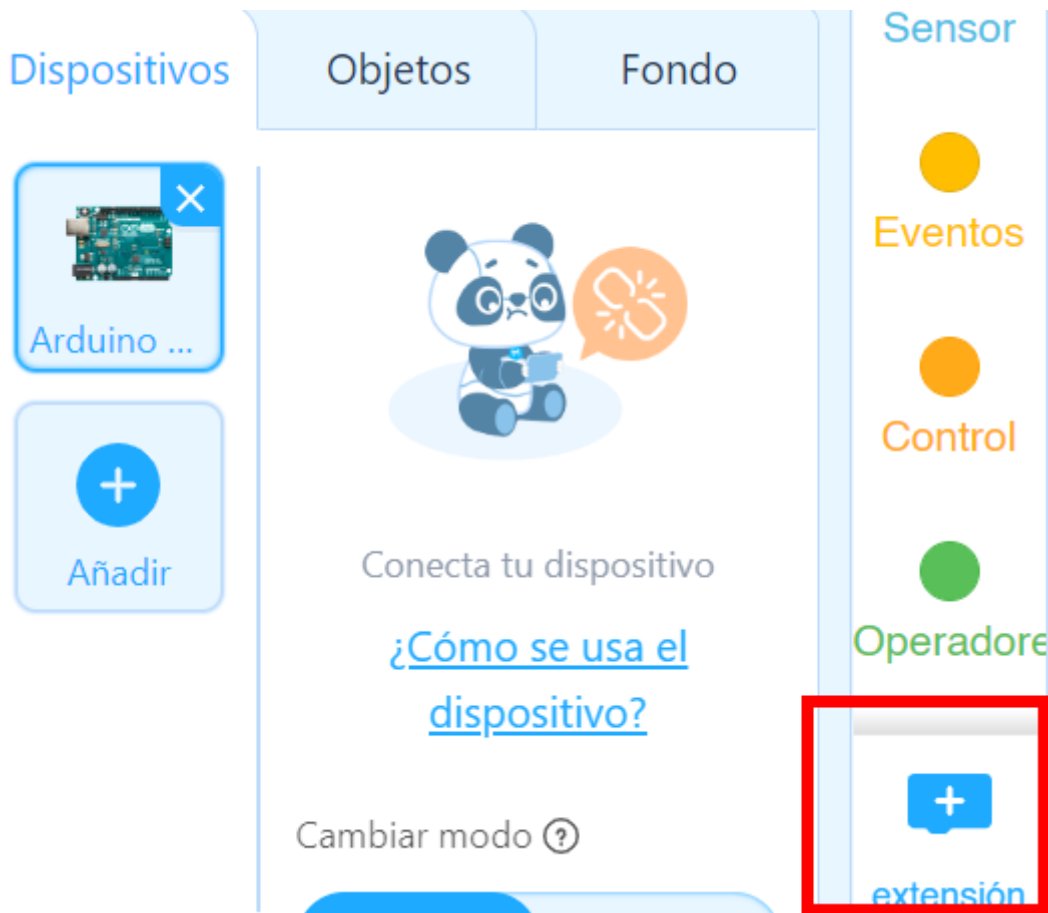 Dispositivos
Objetos
Fondo
Arduino ...
Añadir
Conecta tu dispositivo
¿Cómo se usa el
dispositivo?
Cambiar modo ?
Sensor
Eventos
Control
Operadore
extensión